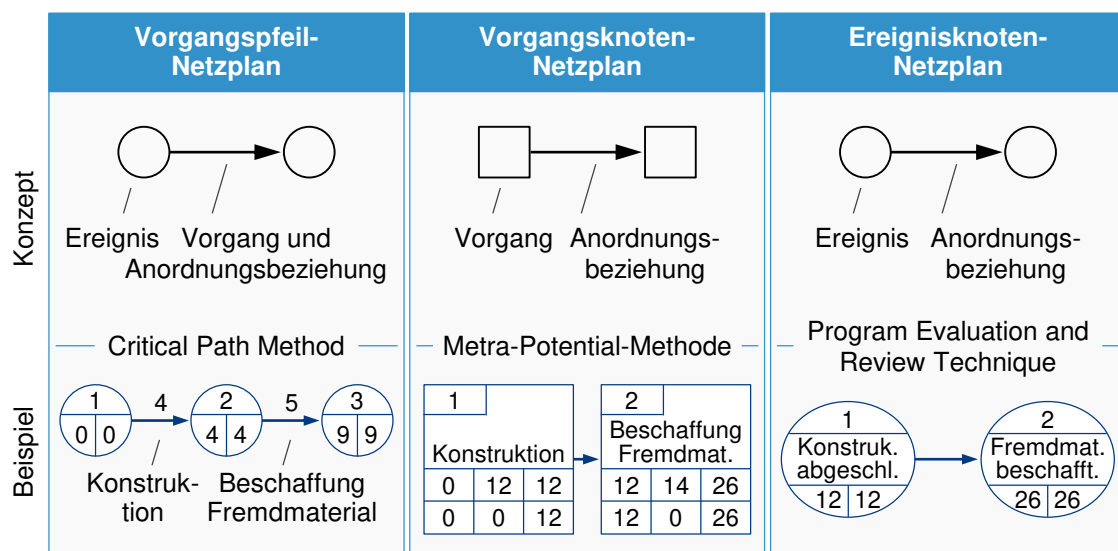 Vorgangspfeil-
Netzplan
Vorgangsknoten-
Netzplan
Ereignisknoten-
Netzplan
Konzept
Ereignis
Vorgang und
Anordnungsbeziehung
Vorgang
Anordnungs-
beziehung
Ereignis
Anordnungs-
beziehung
Beispiel
Critical Path Method
1
0 0
4
2
4 4
5
3
9 9
Konstruk-
tion
Beschaffung
Fremdmaterial
Metra-Potential-Methode
1
Konstruktion
0 12 12
0 0 12
2
Beschaffung
Fremdmat.
12 14 26
12 0 26
Program Evaluation and
Review Technique
1
Konstruk.
abgeschl.
12 12
2
Fremdmat.
beschafft.
26 26